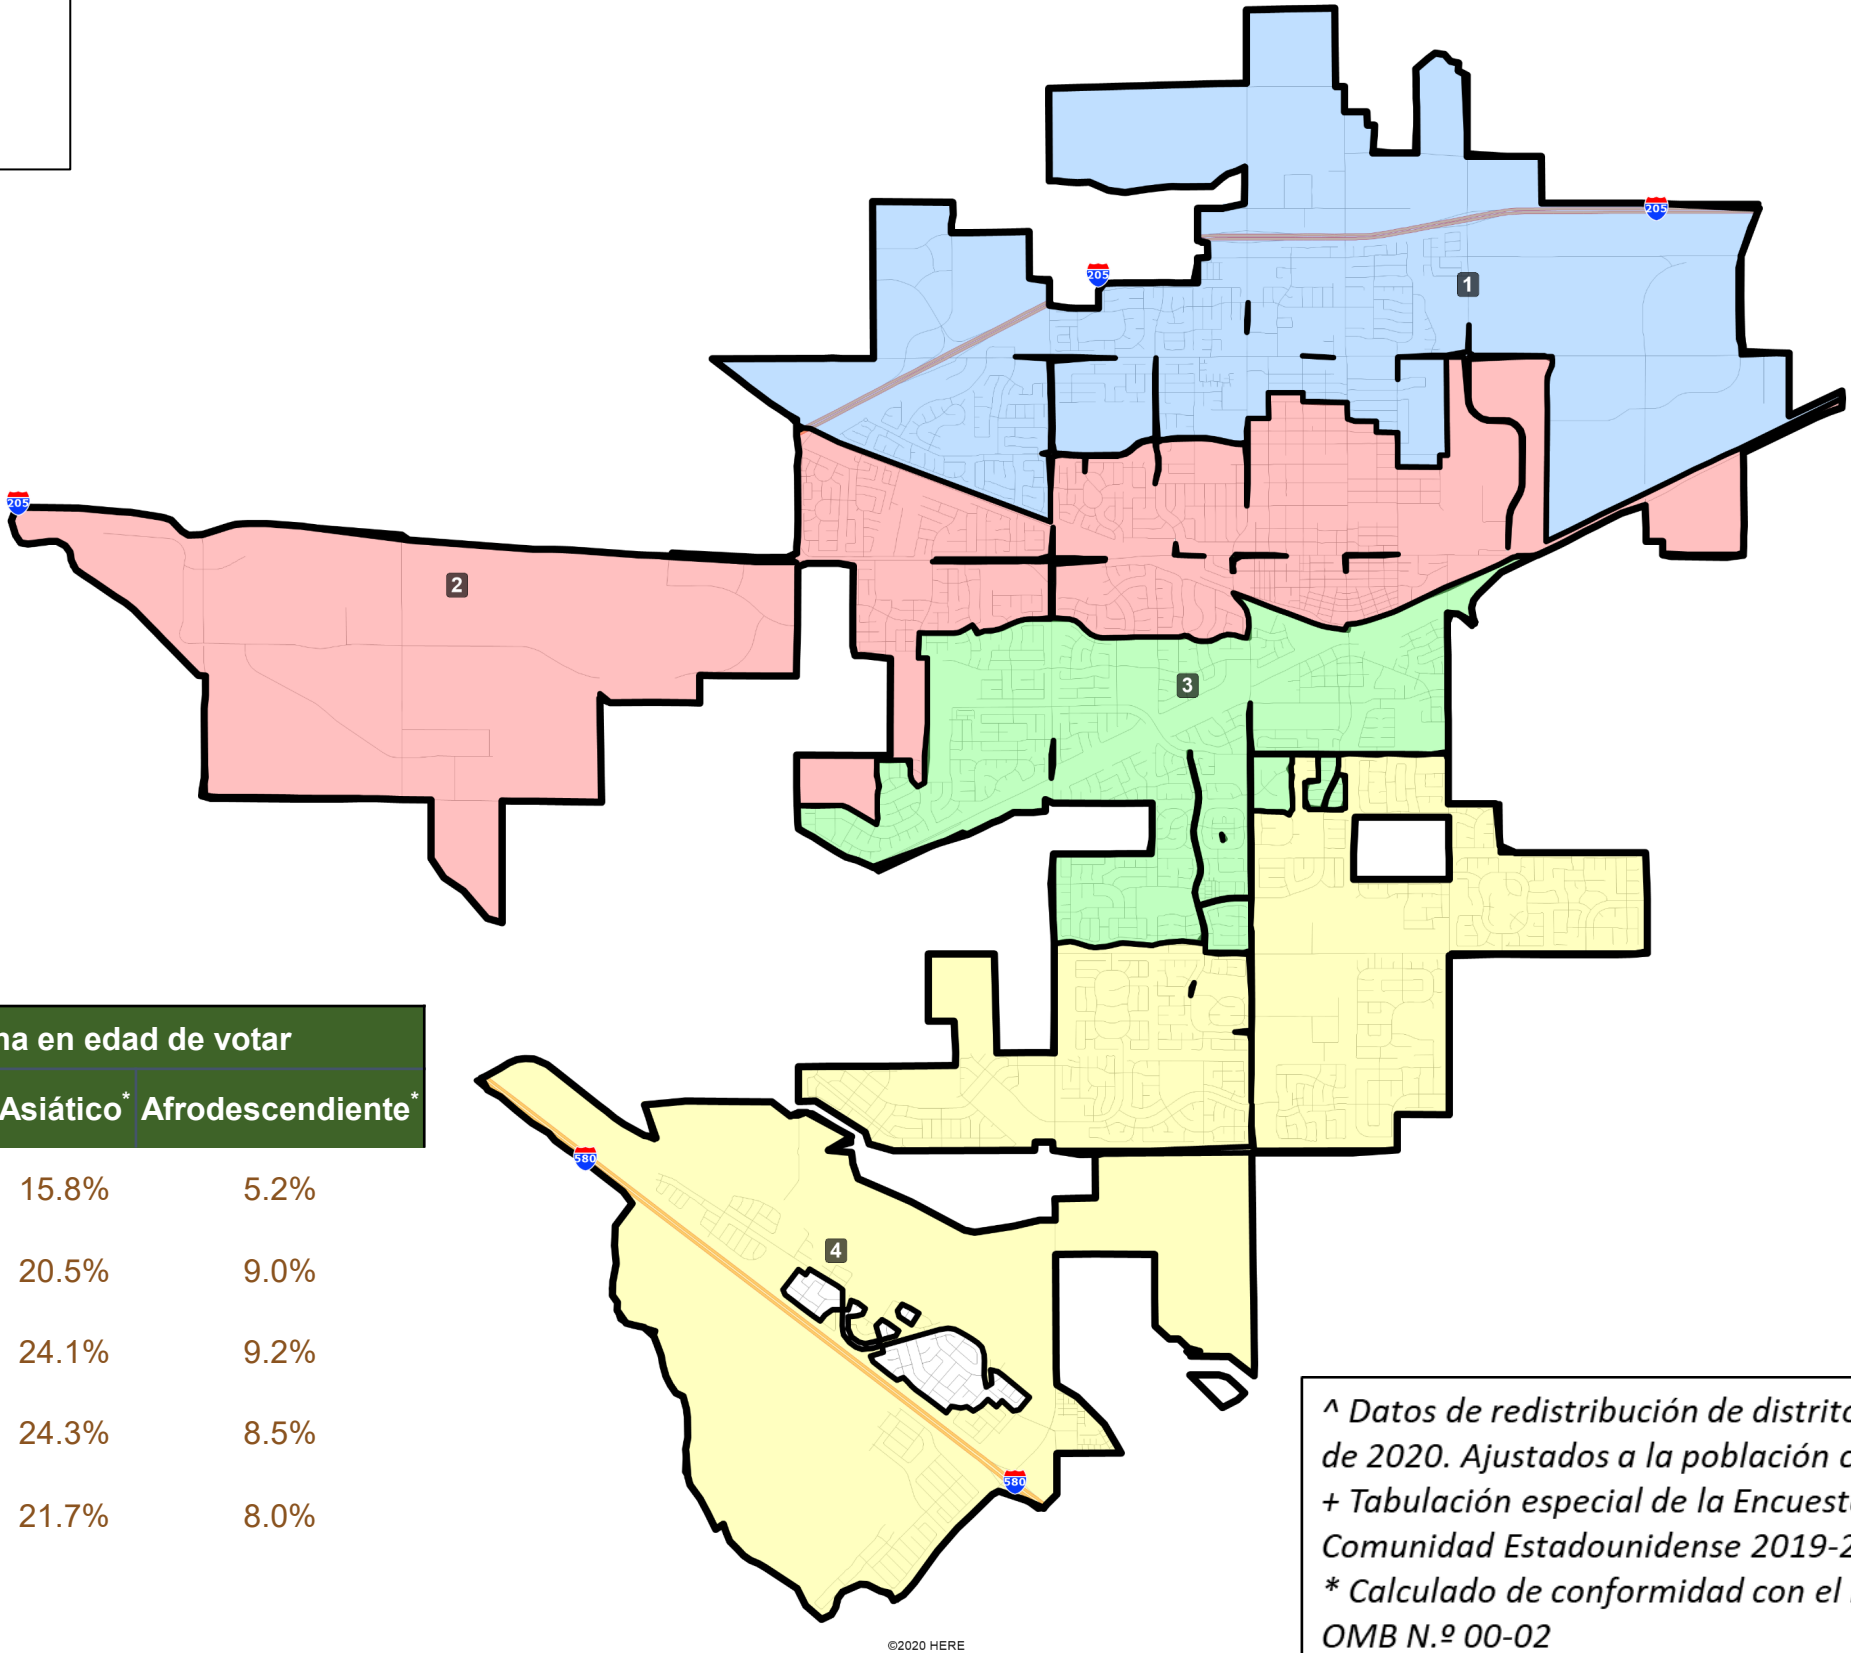 205
205
1
205
2
3
na en edad de votar
Asiático* Afrodescendiente*
15.8% 5.2%
20.5% 9.0%
24.1% 9.2%
24.3% 8.5%
21.7% 8.0%
580
4
580
^ Datos de redistribución de distrito
de 2020. Ajustados a la población
+ Tabulación especial de la Encuest
Comunidad Estadounidense 2019-2
* Calculado de conformidad con el
OMB N.º 00-02
©2020 HERE